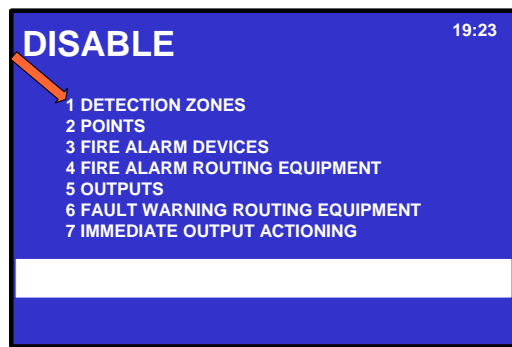 DISABLE
19:23
1 DETECTION ZONES
2 POINTS
3 FIRE ALARM DEVICES
4 FIRE ALARM ROUTING EQUIPMENT
5 OUTPUTS
6 FAULT WARNING ROUTING EQUIPMENT
7 IMMEDIATE OUTPUT ACTIONING